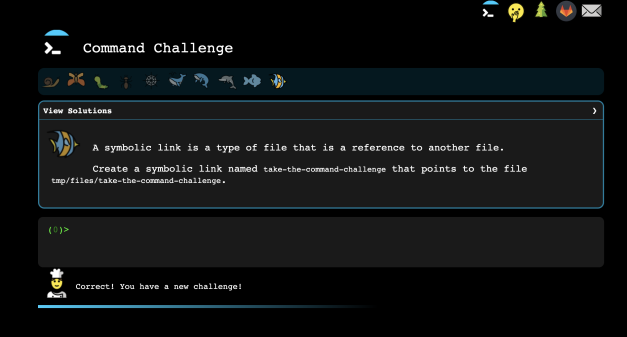 Command Challenge
View Solutions
A symbolic link is a type of file that is a reference to another file.
Create a symbolic link named take-the-command-challenge that points to the file
tmp/files/take-the-command-challenge.
(0)>
Correct! You have a new challenge!